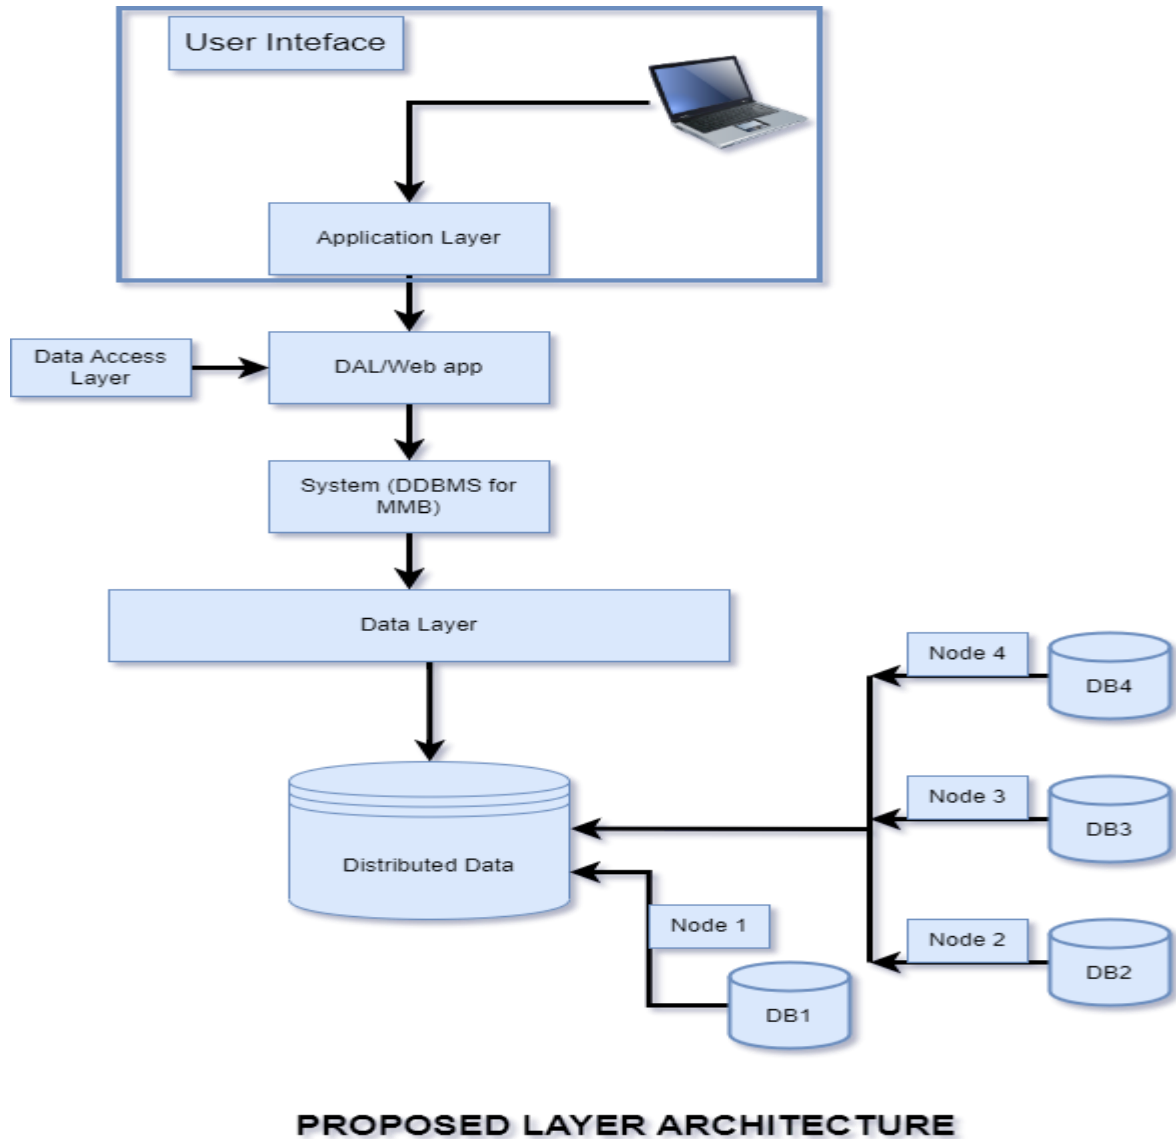 User Inteface
Application Layer
Data Access
Layer
DAL/Web app
System (DDBMS for
MMB)
Data Layer
Node 4
DB4
Node 3
DB3
Distributed Data
Node 1
Node 2
DB2
DB1
PROPOSED LAYER ARCHITECTURE